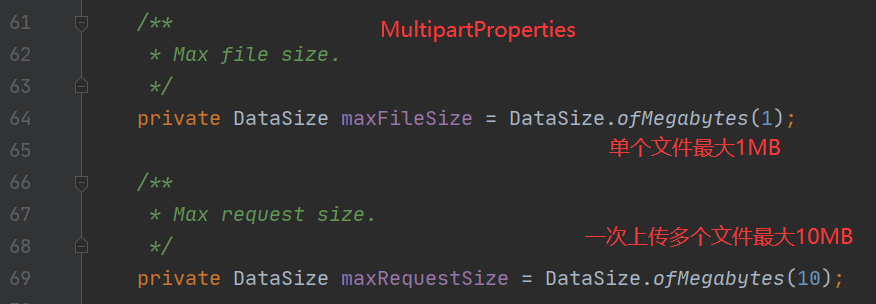 61 /**
MultipartProperties
62 * Max file size.
63 */
64 private DataSize maxFileSize = DataSize.ofMegabytes(1);
65 单个文件最大1MB
66 /**
67 * Max request size.
68 */
一次上传多个文件最大10MB
69 private DataSize maxRequestSize = DataSize.ofMegabytes(10);